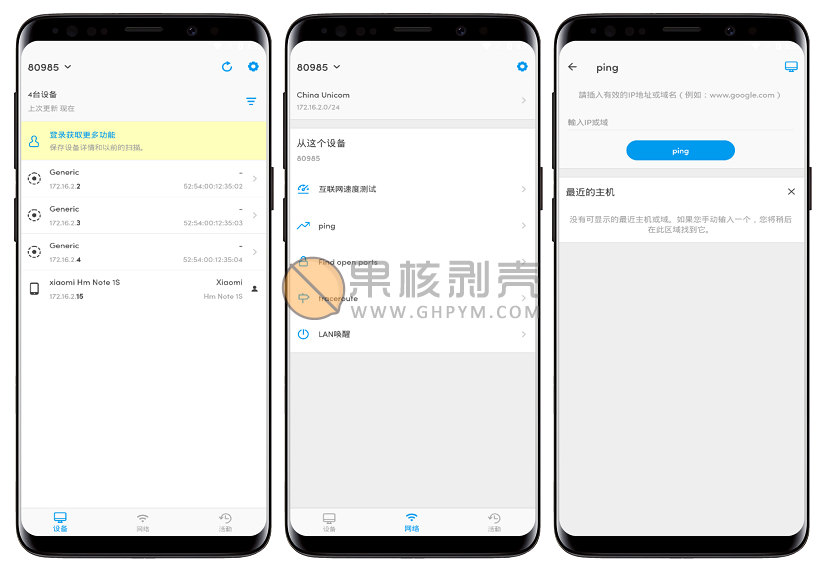 80985
4台设备
上次更新 现在
登录获取更多功能
保存设备详情和以前的扫描。
Generic -
172.16.2.2 52:54:00:12:35:02
Generic -
172.16.2.3 52:54:00:12:35:03
Generic -
172.16.2.4 52:54:00:12:35:04
xiaomi Hm Note 1S Xiaomi
172.16.2.15 Hm Note 1S
设备 网络 活動
80985
China Unicom
172.16.2.0/24
从这个设备
80985
互联网速度测试
ping
Find open ports
Traceroute
LAN唤醒
设备 网络 活動
果核剥壳
WWW.GHPYM.COM
ping
請插入有效的IP地址或域名（例如：www.google.com）
输入IP或域
ping
最近的主机
没有可显示的最近主机或域。如果您手动输入一个，您将稍后
在此区域找到它。